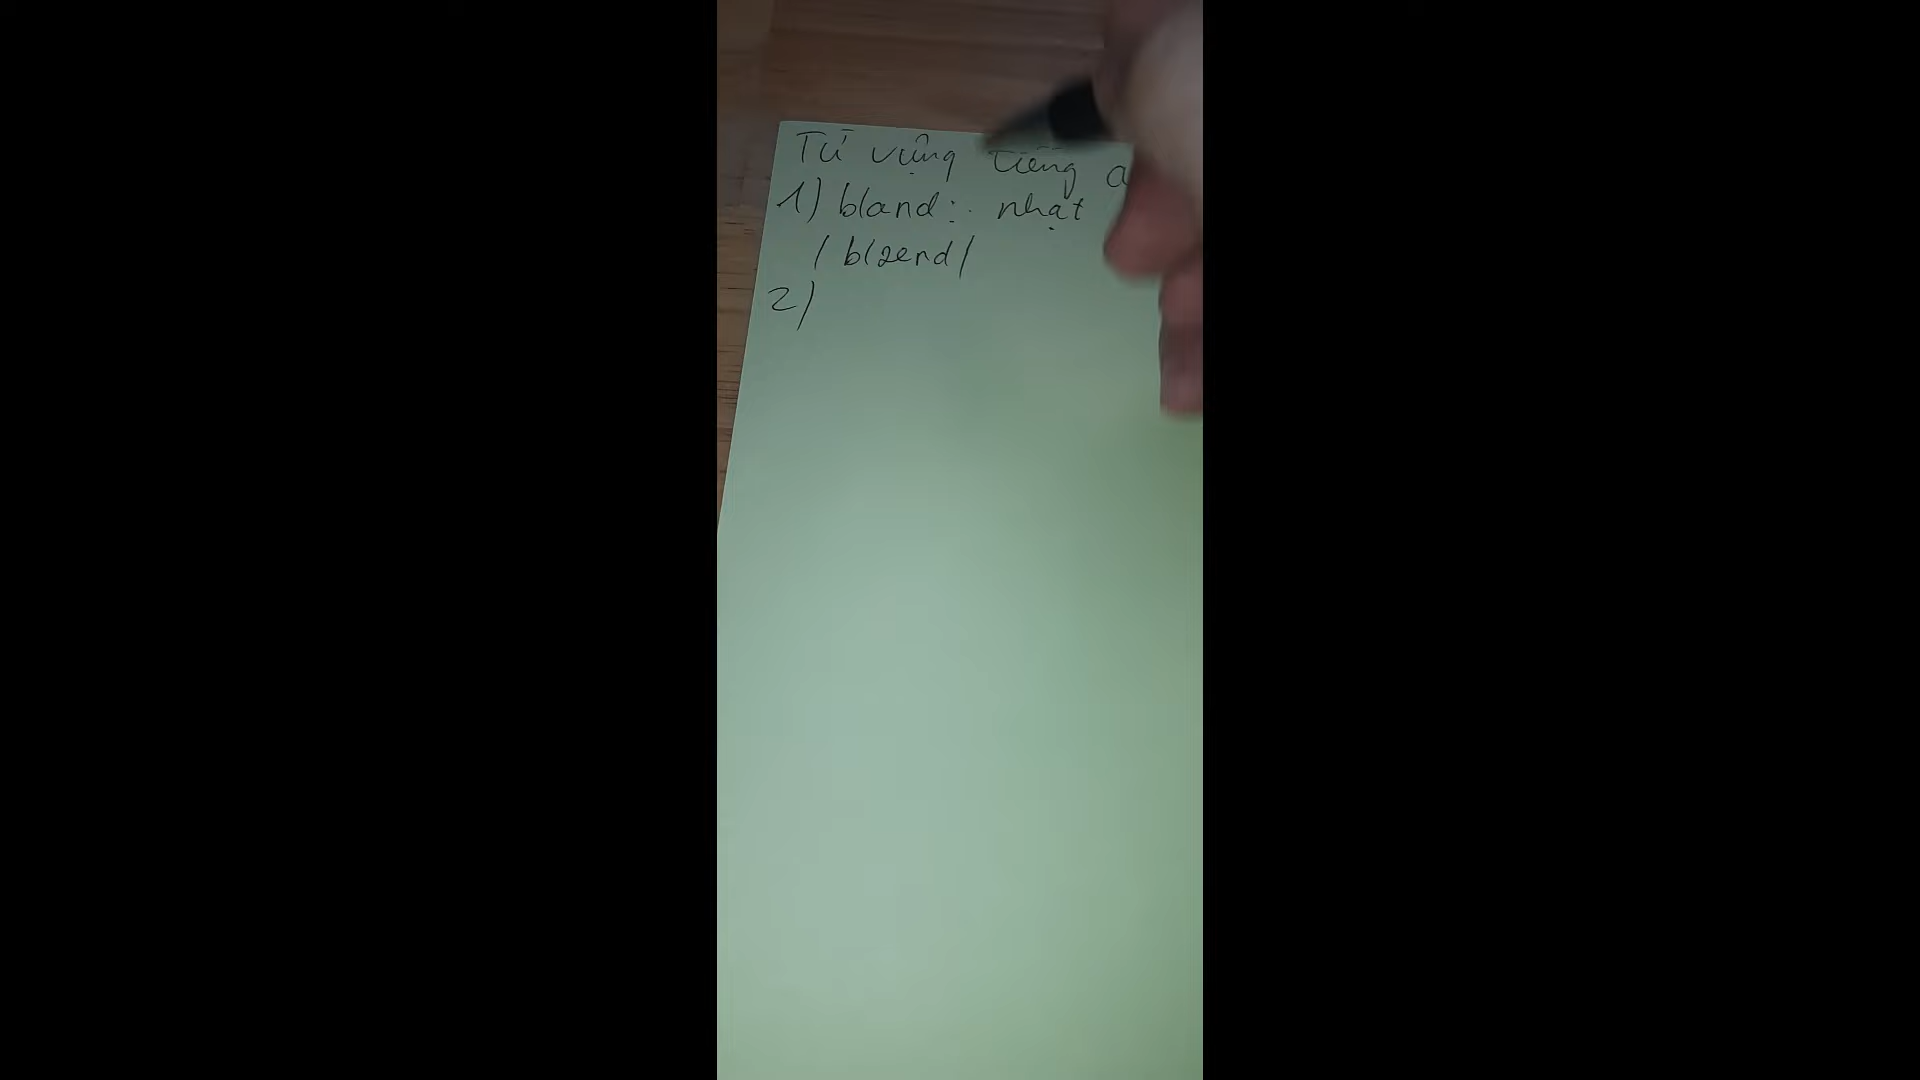 Từ vựng tiếng a
1) bland: nhạt
/blænd/
2)